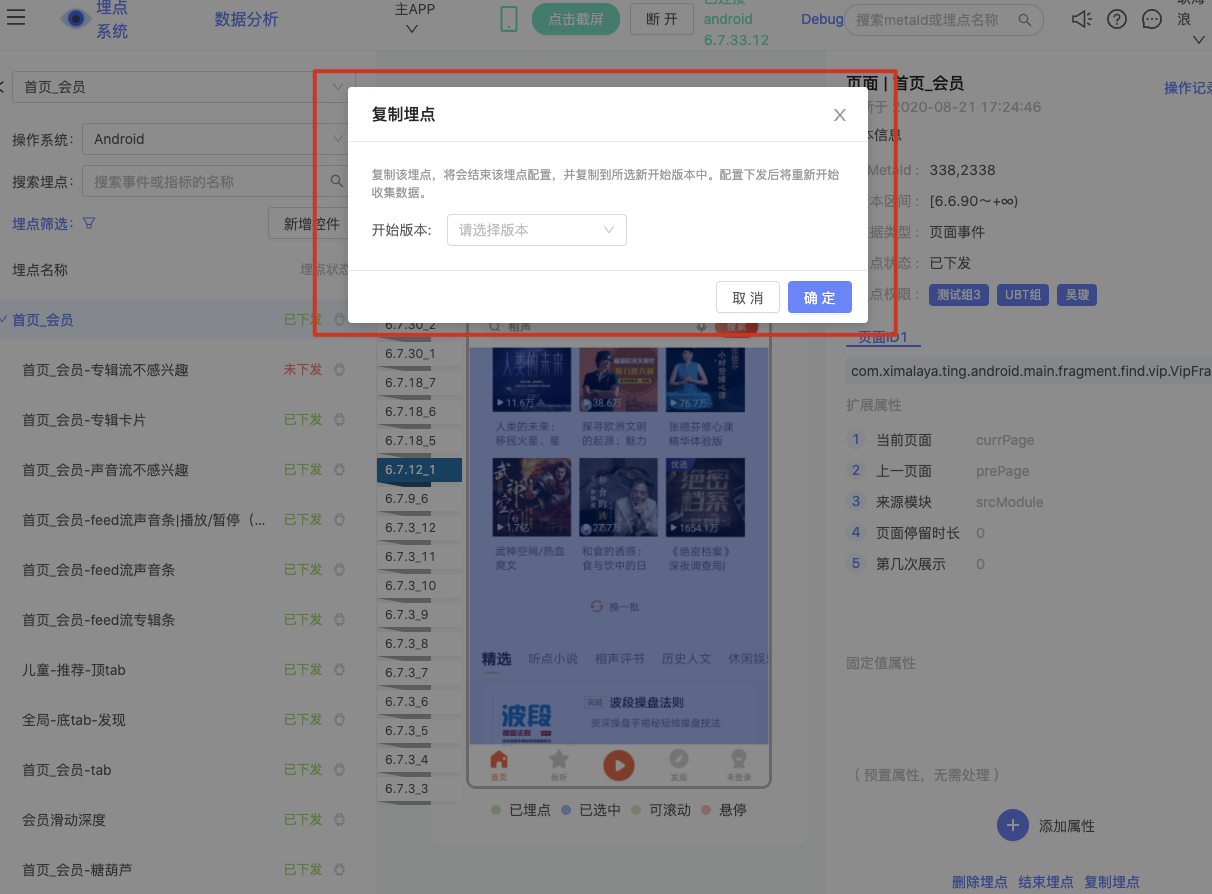 埋点
系统
数据分析
主APP
点击截屏
断 开
android
6.7.33.12
Debug
搜索metaId或埋点名称
浪
首页_会员
操作系统:
Android
搜索埋点:
搜索事件或指标的名称
埋点筛选:
新增控件
埋点名称
埋点状态
首页_会员
已下发
首页_会员-专辑流不感兴趣
未下发
首页_会员-专辑卡片
已下发
首页_会员-声音流不感兴趣
已下发
首页_会员-feed流声音条|播放/暂停（...
已下发
首页_会员-feed流声音条
已下发
首页_会员-feed流专辑条
已下发
儿童-推荐-顶tab
已下发
全局-底tab-发现
已下发
首页_会员-tab
已下发
会员滑动深度
已下发
首页_会员-糖葫芦
已下发
复制埋点
复制该埋点，将会结束该埋点配置，并复制到所选新开始版本中。配置下发后将重新开始
收集数据。
开始版本:
请选择版本
取 消
确 定
6.7.30_2
6.7.30_1
6.7.18_7
6.7.18_6
6.7.18_5
6.7.12_1
6.7.9_6
6.7.3_12
6.7.3_11
6.7.3_10
6.7.3_9
6.7.3_8
6.7.3_7
6.7.3_6
6.7.3_5
6.7.3_4
6.7.3_3
相声
搜索
人类的未来
11.6万
38.6万
76.7万
人类的未来：
移民火星、星
探寻欧洲文明
的起源：魅力
张德芬修心课
精华体验版
武神空间
和食的诱惑
优选
绝密档案
1.7亿
1654.1万
武神空间/热血
爽文
和食的诱惑：
食与饮中的日
《绝密档案》
深夜调查局|
换一批
精选
听点小说
相声评书
历史人文
休闲娱
波段
操盘法则
完结
波段操盘法则
资深操盘手揭秘短线操盘技法
首页
我听
发现
未登录
已埋点
已选中
可滚动
悬停
页面 | 首页_会员
于 2020-08-21 17:24:46
操作记
本信息
MetaId :
338,2338
本区间 :
[6.6.90～+∞)
据类型 :
页面事件
点状态 :
已下发
点权限 :
测试组3
UBT组
吴璇
页面ID1
com.ximalaya.ting.android.main.fragment.find.vip.VipFra
扩展属性
1
当前页面
currPage
2
上一页面
prePage
3
来源模块
srcModule
4
页面停留时长
0
5
第几次展示
0
固定值属性
（ 预置属性，无需处理 ）
添加属性
删除埋点
结束埋点
复制埋点